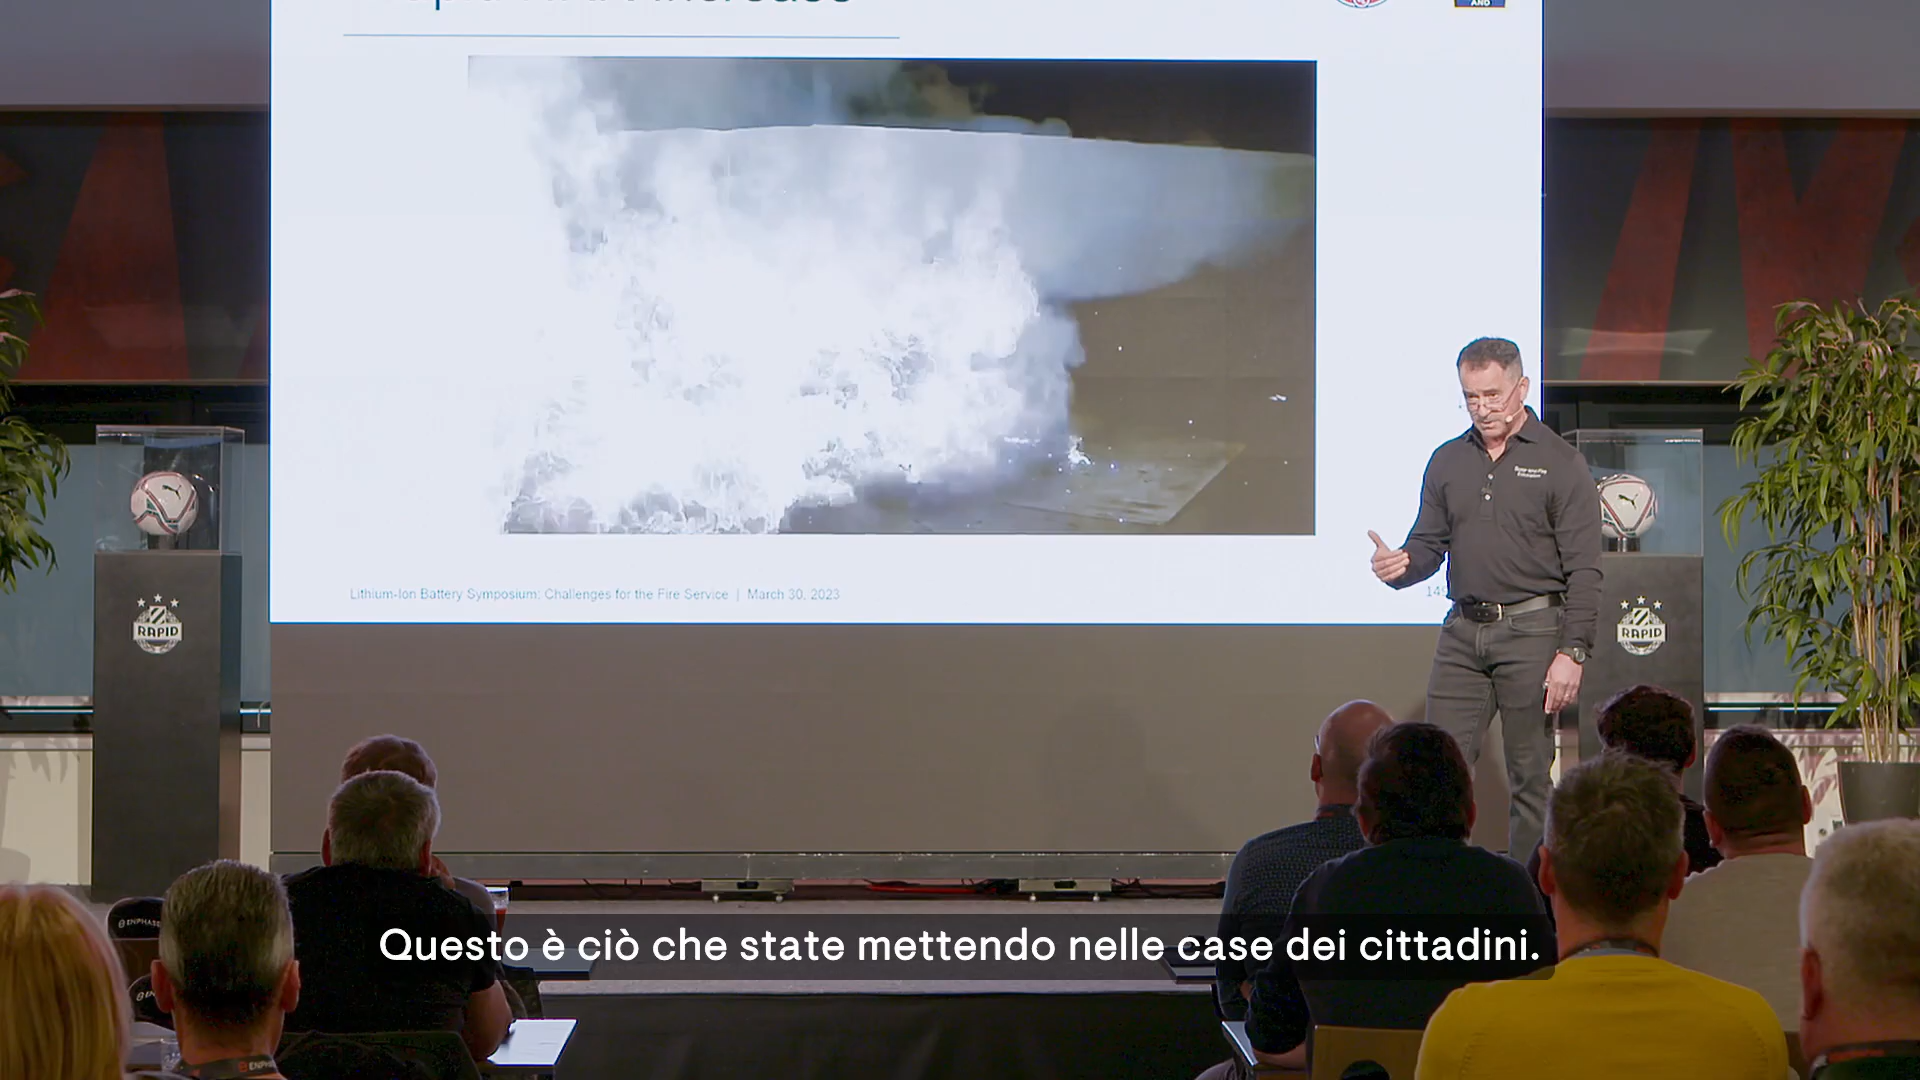 AND
Lithium-Ion Battery Symposium: Challenges for the Fire Service | March 30, 2023
RAPID
RAPID
ENPHASE
Questo è ciò che state mettendo nelle case dei cittadini.